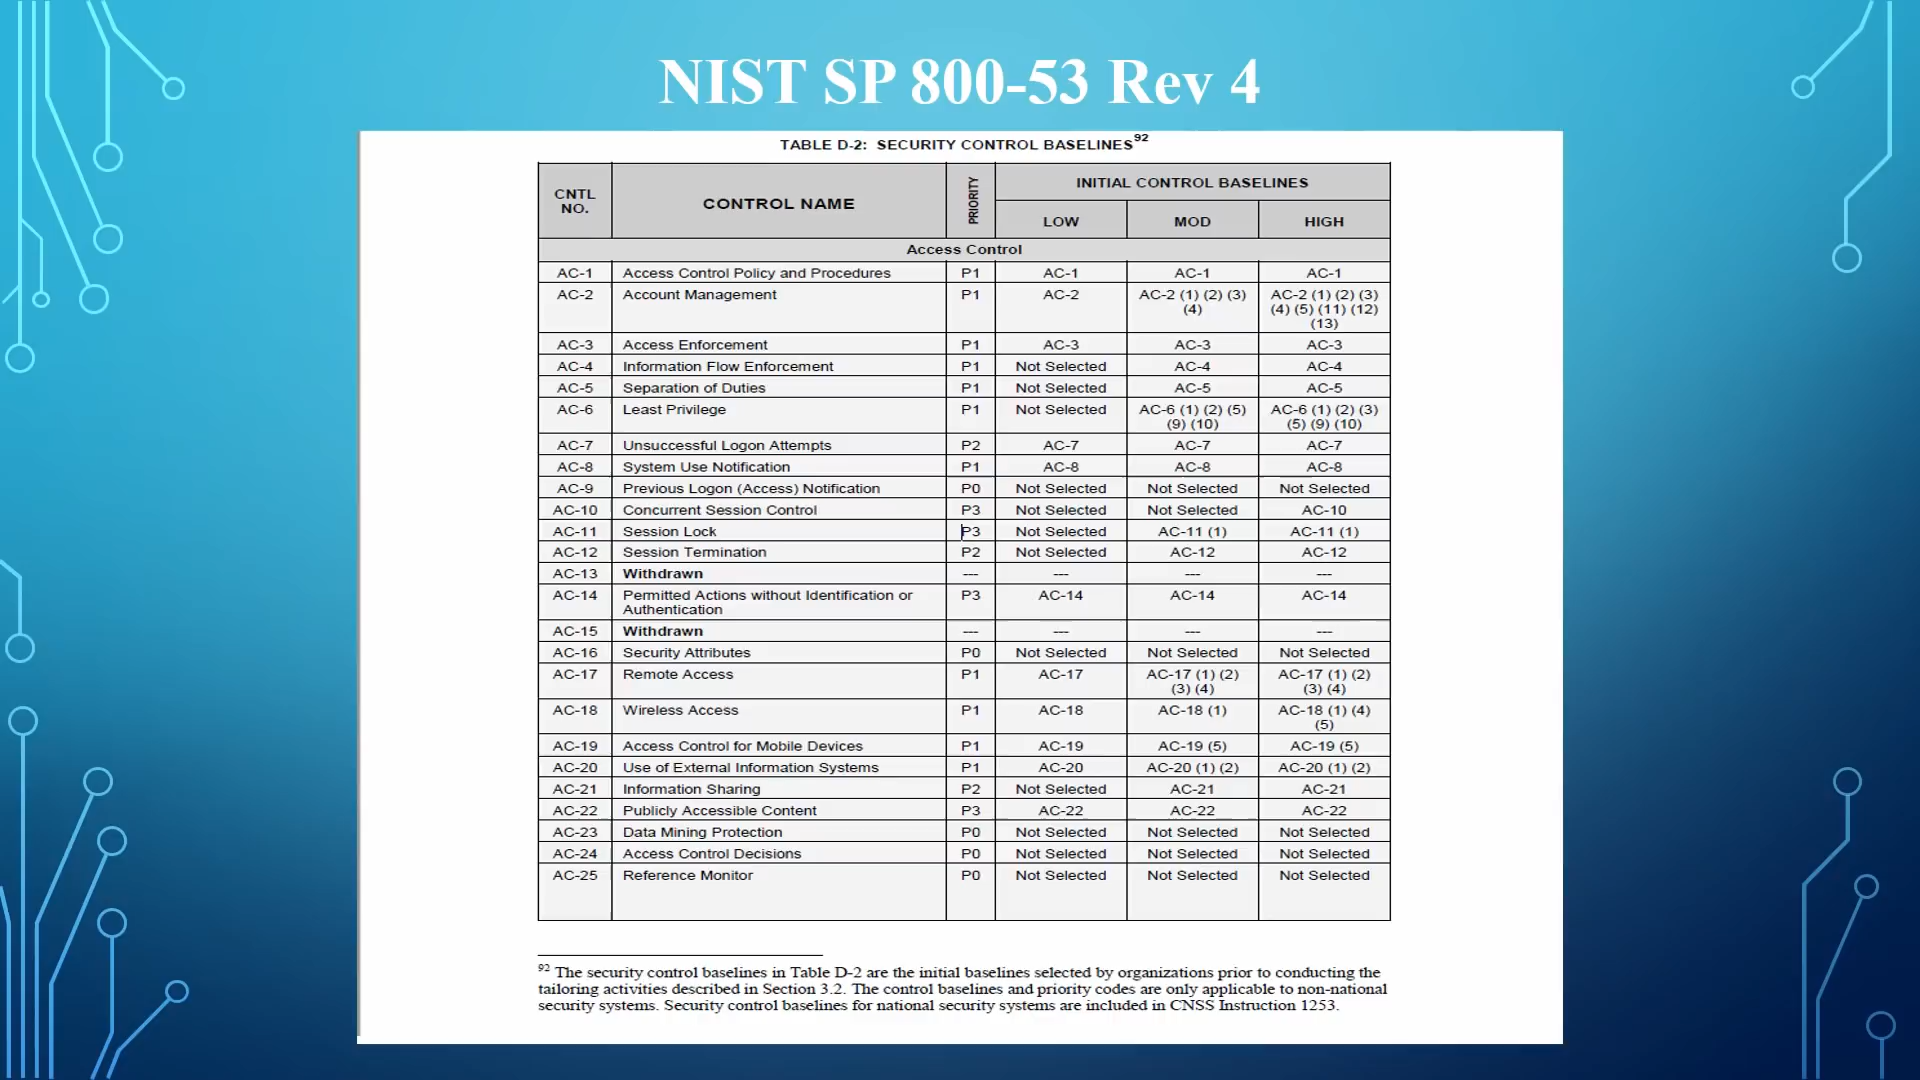 NIST SP 800-53 Rev 4
TABLE D-2: SECURITY CONTROL BASELINES92
CNTL NO. CONTROL NAME PRIORITY INITIAL CONTROL BASELINES
LOW MOD HIGH
Access Control
AC-1 Access Control Policy and Procedures P1 AC-1 AC-1 AC-1
AC-2 Account Management P1 AC-2 AC-2 (1) (2) (3) AC-2 (1) (2) (3)
(4) (4) (5) (11) (12)
(13)
AC-3 Access Enforcement P1 AC-3 AC-3 AC-3
AC-4 Information Flow Enforcement P1 Not Selected AC-4 AC-4
AC-5 Separation of Duties P1 Not Selected AC-5 AC-5
AC-6 Least Privilege P1 Not Selected AC-6 (1) (2) (5) AC-6 (1) (2) (3)
(9) (10) (5) (9) (10)
AC-7 Unsuccessful Logon Attempts P2 AC-7 AC-7 AC-7
AC-8 System Use Notification P1 AC-8 AC-8 AC-8
AC-9 Previous Logon (Access) Notification P0 Not Selected Not Selected Not Selected
AC-10 Concurrent Session Control P3 Not Selected Not Selected AC-10
AC-11 Session Lock P3 Not Selected AC-11 (1) AC-11 (1)
AC-12 Session Termination P2 Not Selected AC-12 AC-12
AC-13 Withdrawn --- --- --- ---
AC-14 Permitted Actions without Identification or P3 AC-14 AC-14 AC-14
Authentication
AC-15 Withdrawn --- --- --- ---
AC-16 Security Attributes P0 Not Selected Not Selected Not Selected
AC-17 Remote Access P1 AC-17 AC-17 (1) (2) AC-17 (1) (2)
(3) (4) (3) (4)
AC-18 Wireless Access P1 AC-18 AC-18 (1) AC-18 (1) (4)
(5)
AC-19 Access Control for Mobile Devices P1 AC-19 AC-19 (5) AC-19 (5)
AC-20 Use of External Information Systems P1 AC-20 AC-20 (1) (2) AC-20 (1) (2)
AC-21 Information Sharing P2 Not Selected AC-21 AC-21
AC-22 Publicly Accessible Content P3 AC-22 AC-22 AC-22
AC-23 Data Mining Protection P0 Not Selected Not Selected Not Selected
AC-24 Access Control Decisions P0 Not Selected Not Selected Not Selected
AC-25 Reference Monitor P0 Not Selected Not Selected Not Selected
92 The security control baselines in Table D-2 are the initial baselines selected by organizations prior to conducting the
tailoring activities described in Section 3.2. The control baselines and priority codes are only applicable to non-national
security systems. Security control baselines for national security systems are included in CNSS Instruction 1253.